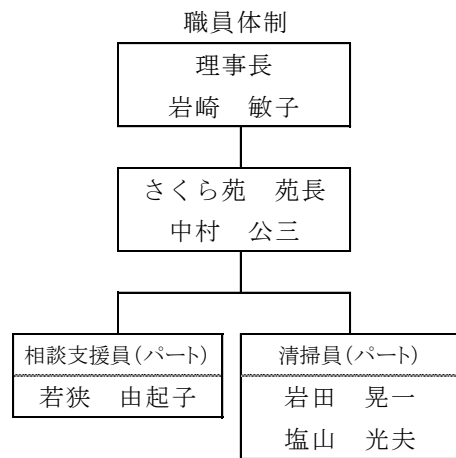 職員体制
理事長
岩崎　敏子
さくら苑　苑長
中村　公三
相談支援員(パート)
若狭　由起子
清掃員(パート)
岩田　晃一
塩山　光夫